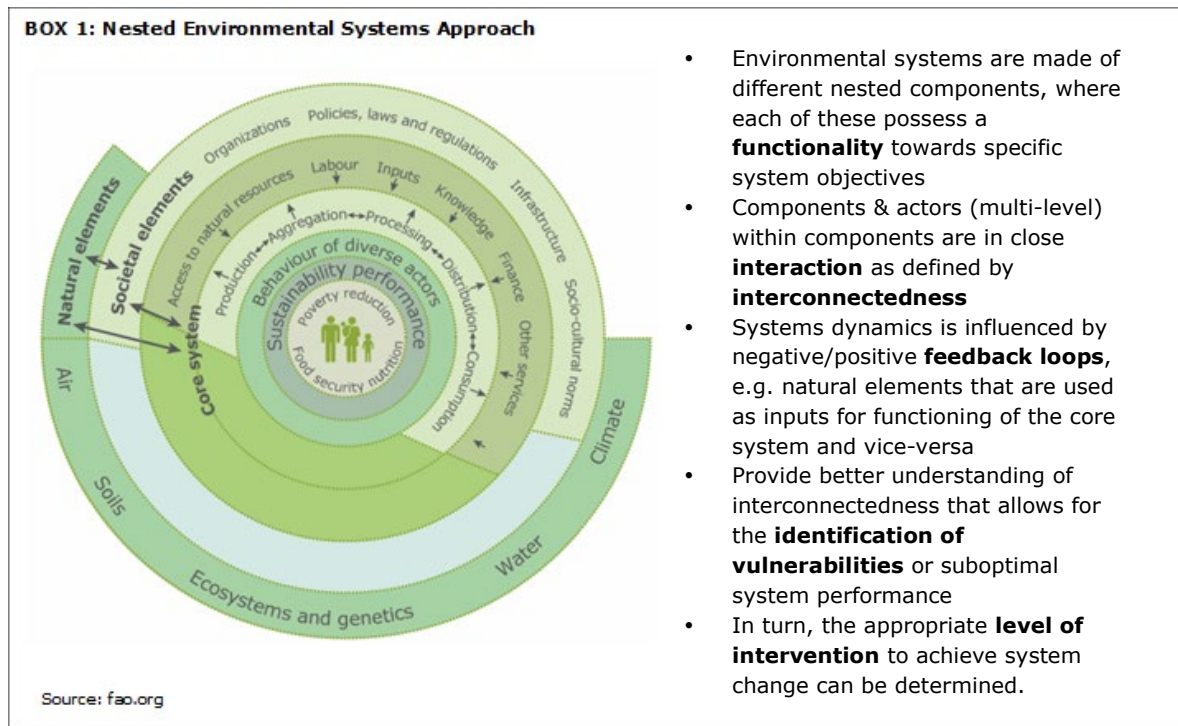 BOX 1: Nested Environmental Systems Approach
Policies, laws and regulations
Organizations
Infrastructure
Socio-cultural norms
Societal elements
Natural elements
Labour
Inputs
Knowledge
Finance
Other services
Access to natural resources
Production↔Aggregation↔Processing↔Distribution↔Consumption
Core system
Behaviour of diverse actors
Sustainability performance
Poverty reduction
Food security nutrition
Air
Soils
Ecosystems and genetics
Water
Climate
Source: fao.org
• Environmental systems are made of
different nested components, where
each of these possess a
functionality towards specific
system objectives
• Components & actors (multi-level)
within components are in close
interaction as defined by
interconnectedness
• Systems dynamics is influenced by
negative/positive feedback loops,
e.g. natural elements that are used
as inputs for functioning of the core
system and vice-versa
• Provide better understanding of
interconnectedness that allows for
the identification of
vulnerabilities or suboptimal
system performance
• In turn, the appropriate level of
intervention to achieve system
change can be determined.